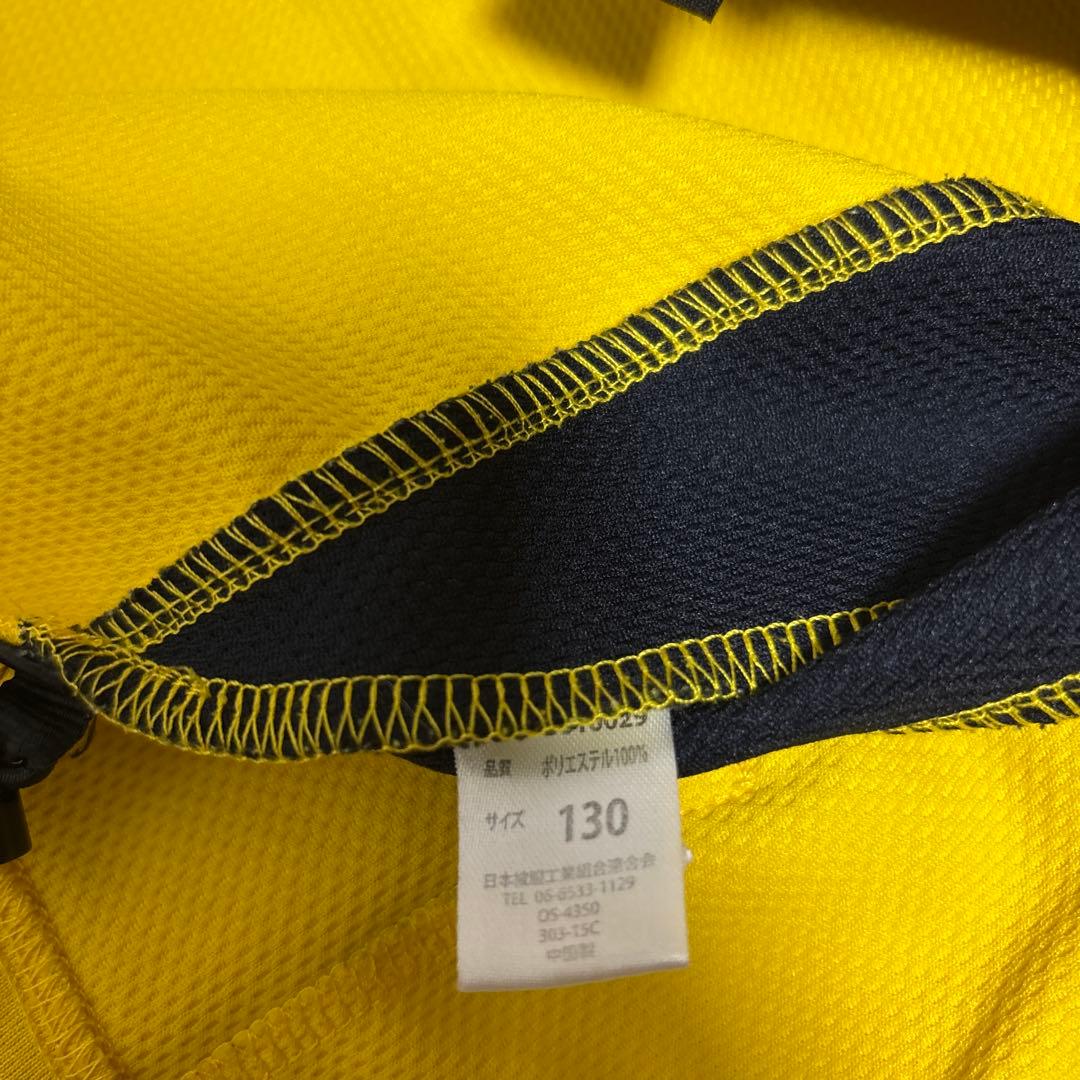 品質 ポリエステル100%
サイズ 130
日本被服工業組合連合会
TEL 06-6533-1129
OS-4350
303-15C
中国製